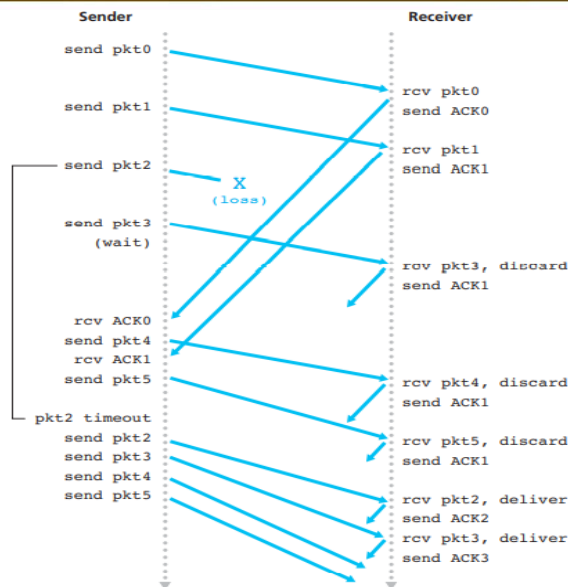 Sender
Receiver
send pkt0
rcv pkt0
send ACK0
send pkt1
rcv pkt1
send ACK1
send pkt2
X
(loss)
send pkt3
(wait)
rcv pkt3, discard
send ACK1
rcv ACK0
send pkt4
rcv ACK1
send pkt5
rcv pkt4, discard
send ACK1
pkt2 timeout
send pkt2
send pkt3
send pkt4
send pkt5
rcv pkt5, discard
send ACK1
rcv pkt2, deliver
send ACK2
rcv pkt3, deliver
send ACK3